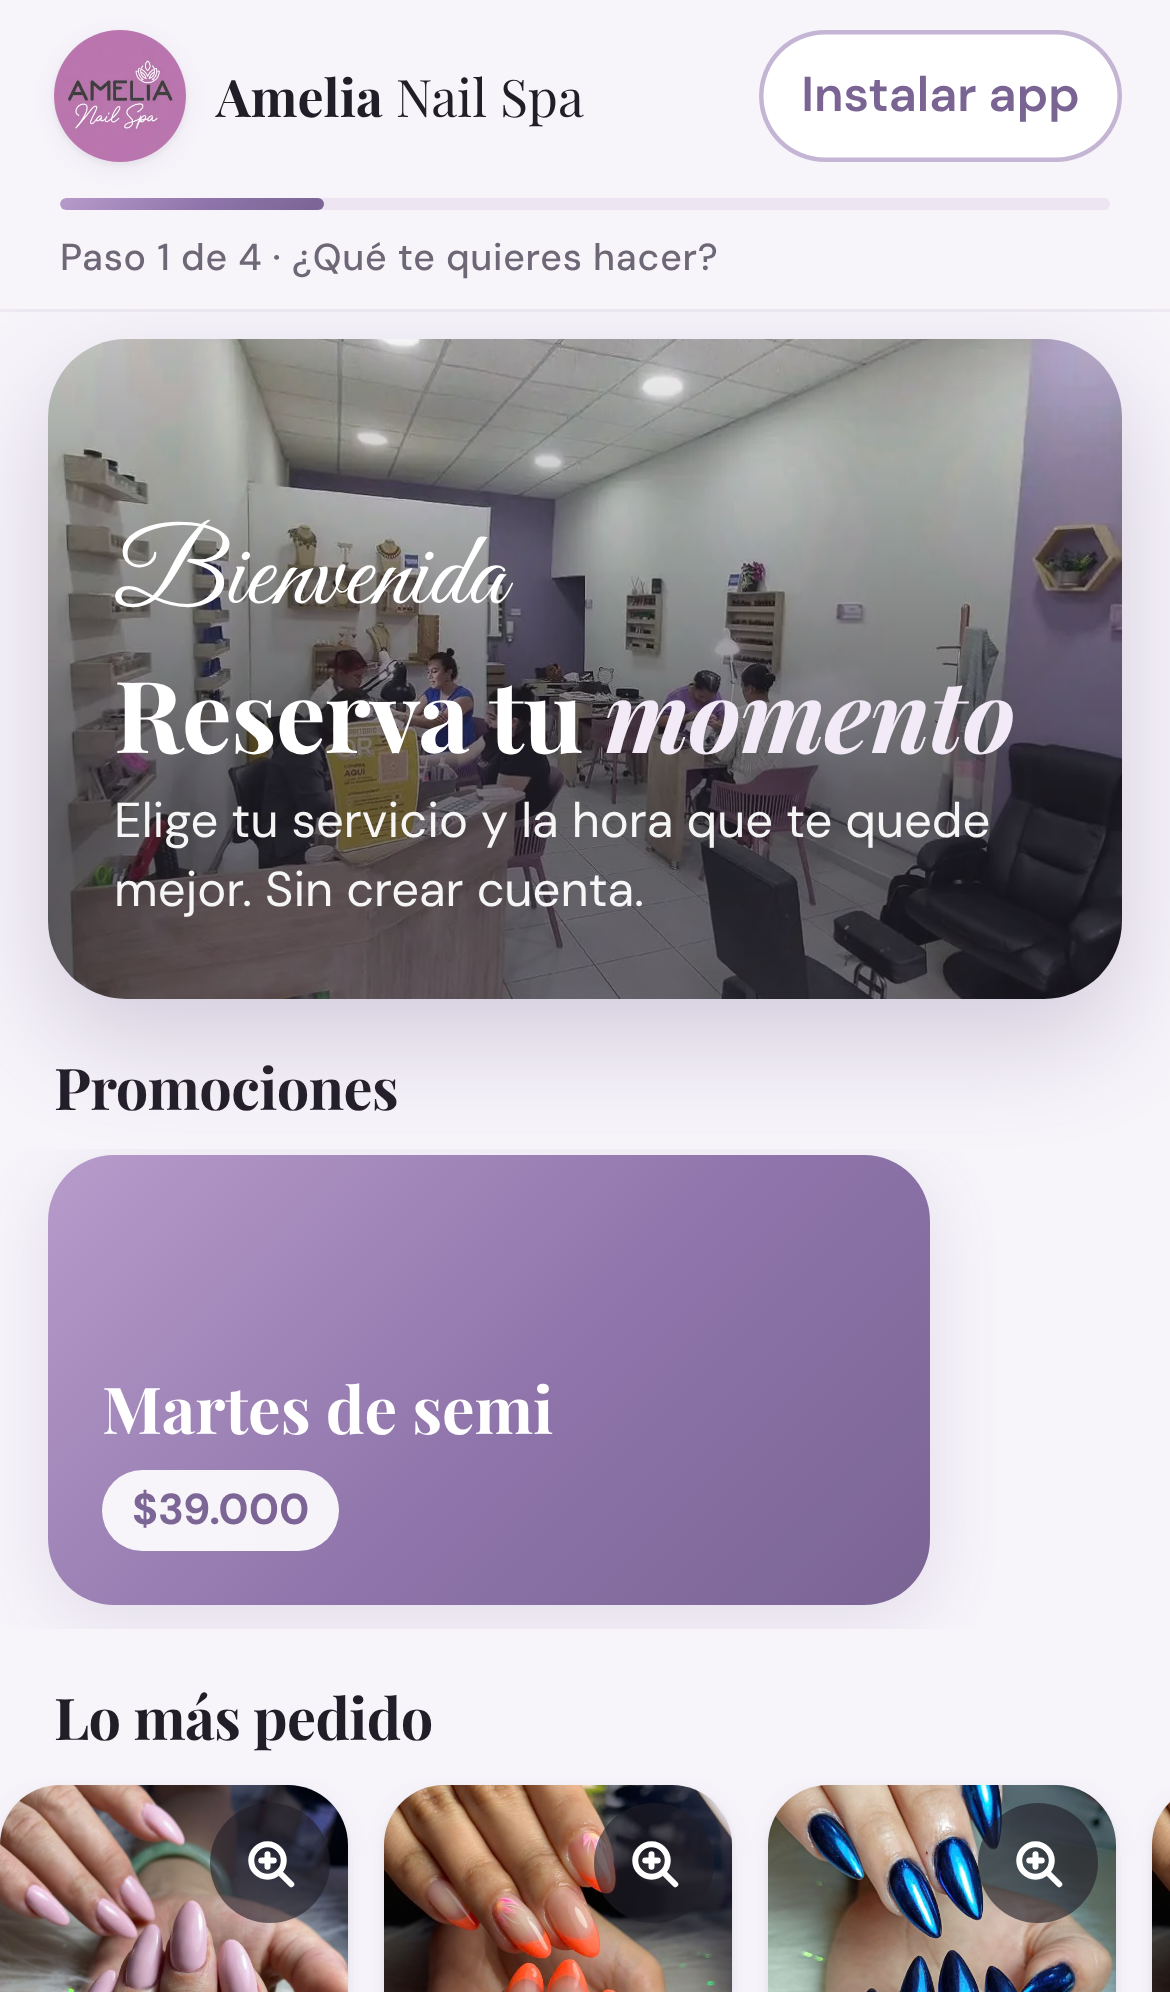 AMELIA
Nail Spa
Amelia Nail Spa
Instalar app
Paso 1 de 4 · ¿Qué te quieres hacer?
Bienvenida
Reserva tu momento
AQUI
Elige tu servicio y la hora que te quede
mejor. Sin crear cuenta.
Promociones
Martes de semi
$39.000
Lo más pedido